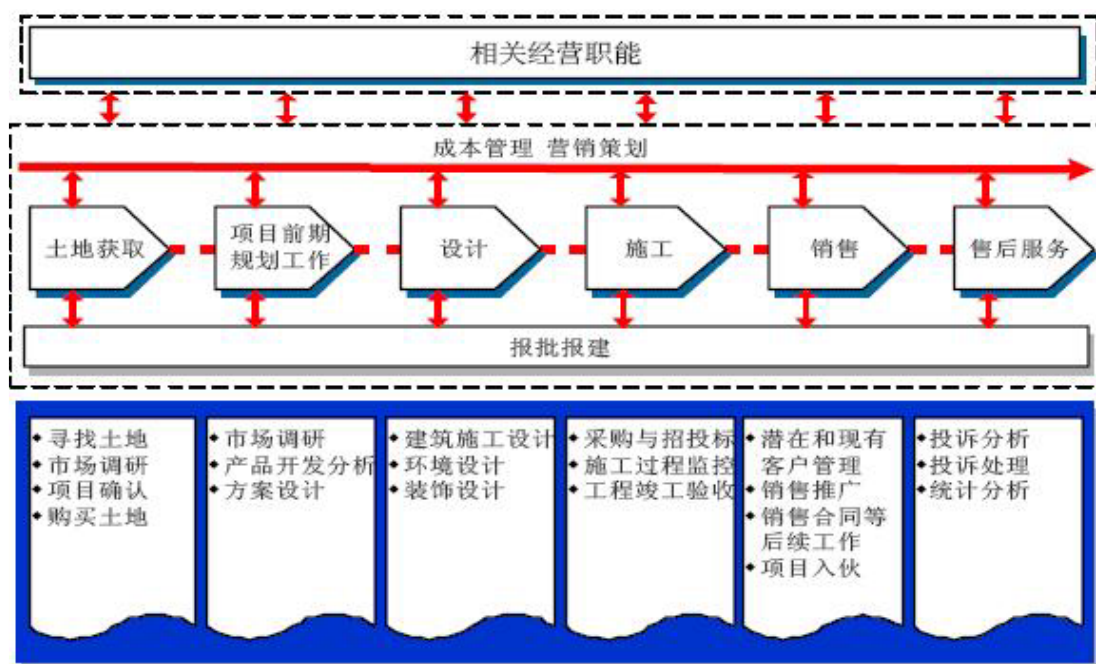 相关经营职能
成本管理 营销策划
土地获取
项目前期
规划工作
设计
施工
销售
售后服务
报批报建
寻找土地
市场调研
项目确认
购买土地
市场调研
产品开发分析
方案设计
建筑施工设计
环境设计
装饰设计
采购与招投标
施工过程监控
工程竣工验收
潜在和现有
客户管理
销售推广
销售合同等
后续工作
项目入伙
投诉分析
投诉处理
统计分析